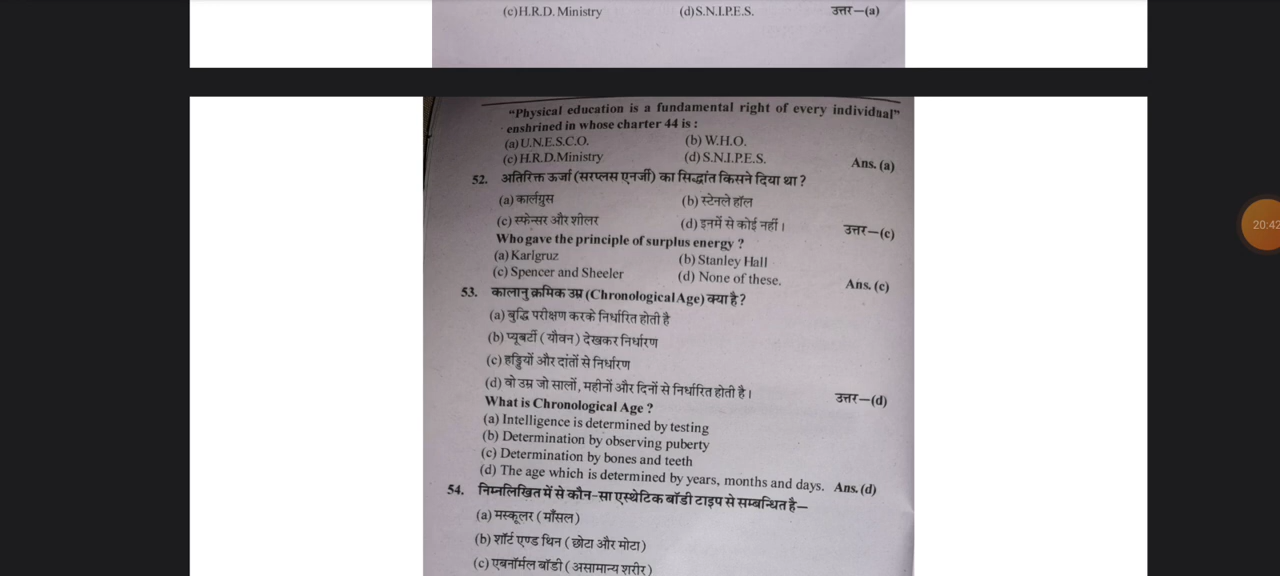 (c) H.R.D. Ministry (d) S.N.I.P.E.S. उत्तर—(a)
“Physical education is a fundamental right of every individual”
enshrined in whose charter 44 is :
(a) U.N.E.S.C.O. (b) W.H.O.
(c) H.R.D.Ministry (d) S.N.I.P.E.S. Ans. (a)
52. अतिरिक्त ऊर्जा (सरप्लस एनर्जी) का सिद्धांत किसने दिया था ?
(a) कार्लग्रुस (b) स्टेनले हॉल
(c) स्फेन्सर और शीलर (d) इनमें से कोई नहीं। उत्तर—(c)
Who gave the principle of surplus energy ?
(a) Karlgruz (b) Stanley Hall
(c) Spencer and Sheeler (d) None of these. Ans. (c)
53. कालानुक्रमिक उम्र (Chronological Age) क्या है ?
(a) बुद्धि परीक्षण करके निर्धारित होती है
(b) प्यूबर्टी ( यौवन ) देखकर निर्धारण
(c) हड्डियों और दांतों से निर्धारण
(d) वो उम्र जो सालों, महीनों और दिनों से निर्धारित होती है। उत्तर—(d)
What is Chronological Age ?
(a) Intelligence is determined by testing
(b) Determination by observing puberty
(c) Determination by bones and teeth
(d) The age which is determined by years, months and days. Ans. (d)
54. निम्नलिखित में से कौन-सा एस्थेटिक बॉडी टाइप से सम्बन्धित है—
(a) मस्कूलर ( माँसल )
(b) शॉर्ट एण्ड थिन ( छोटा और मोटा )
(c) एबनॉर्मल बॉडी ( असामान्य शरीर )
20:42